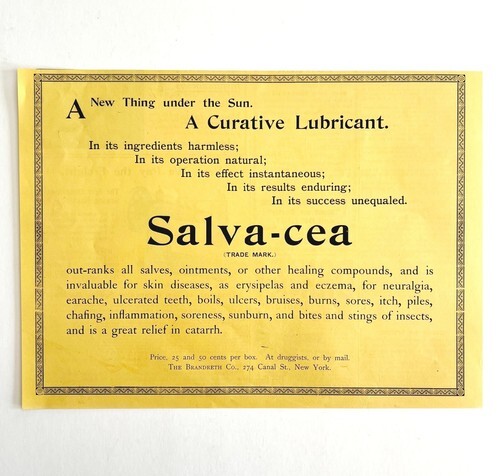 A New Thing under the Sun.
A Curative Lubricant.
In its ingredients harmless;
In its operation natural;
In its effect instantaneous;
In its results enduring;
In its success unequaled.
Salva-cea
(TRADE MARK.)
out-ranks all salves, ointments, or other healing compounds, and is
invaluable for skin diseases, as erysipelas and eczema, for neuralgia,
earache, ulcerated teeth, boils, ulcers, bruises, burns, sores, itch, piles,
chafing, inflammation, soreness, sunburn, and bites and stings of insects,
and is a great relief in catarrh.
Price, 25 and 50 cents per box. At druggists, or by mail.
THE BRANDRETH CO., 274 Canal St., New York.